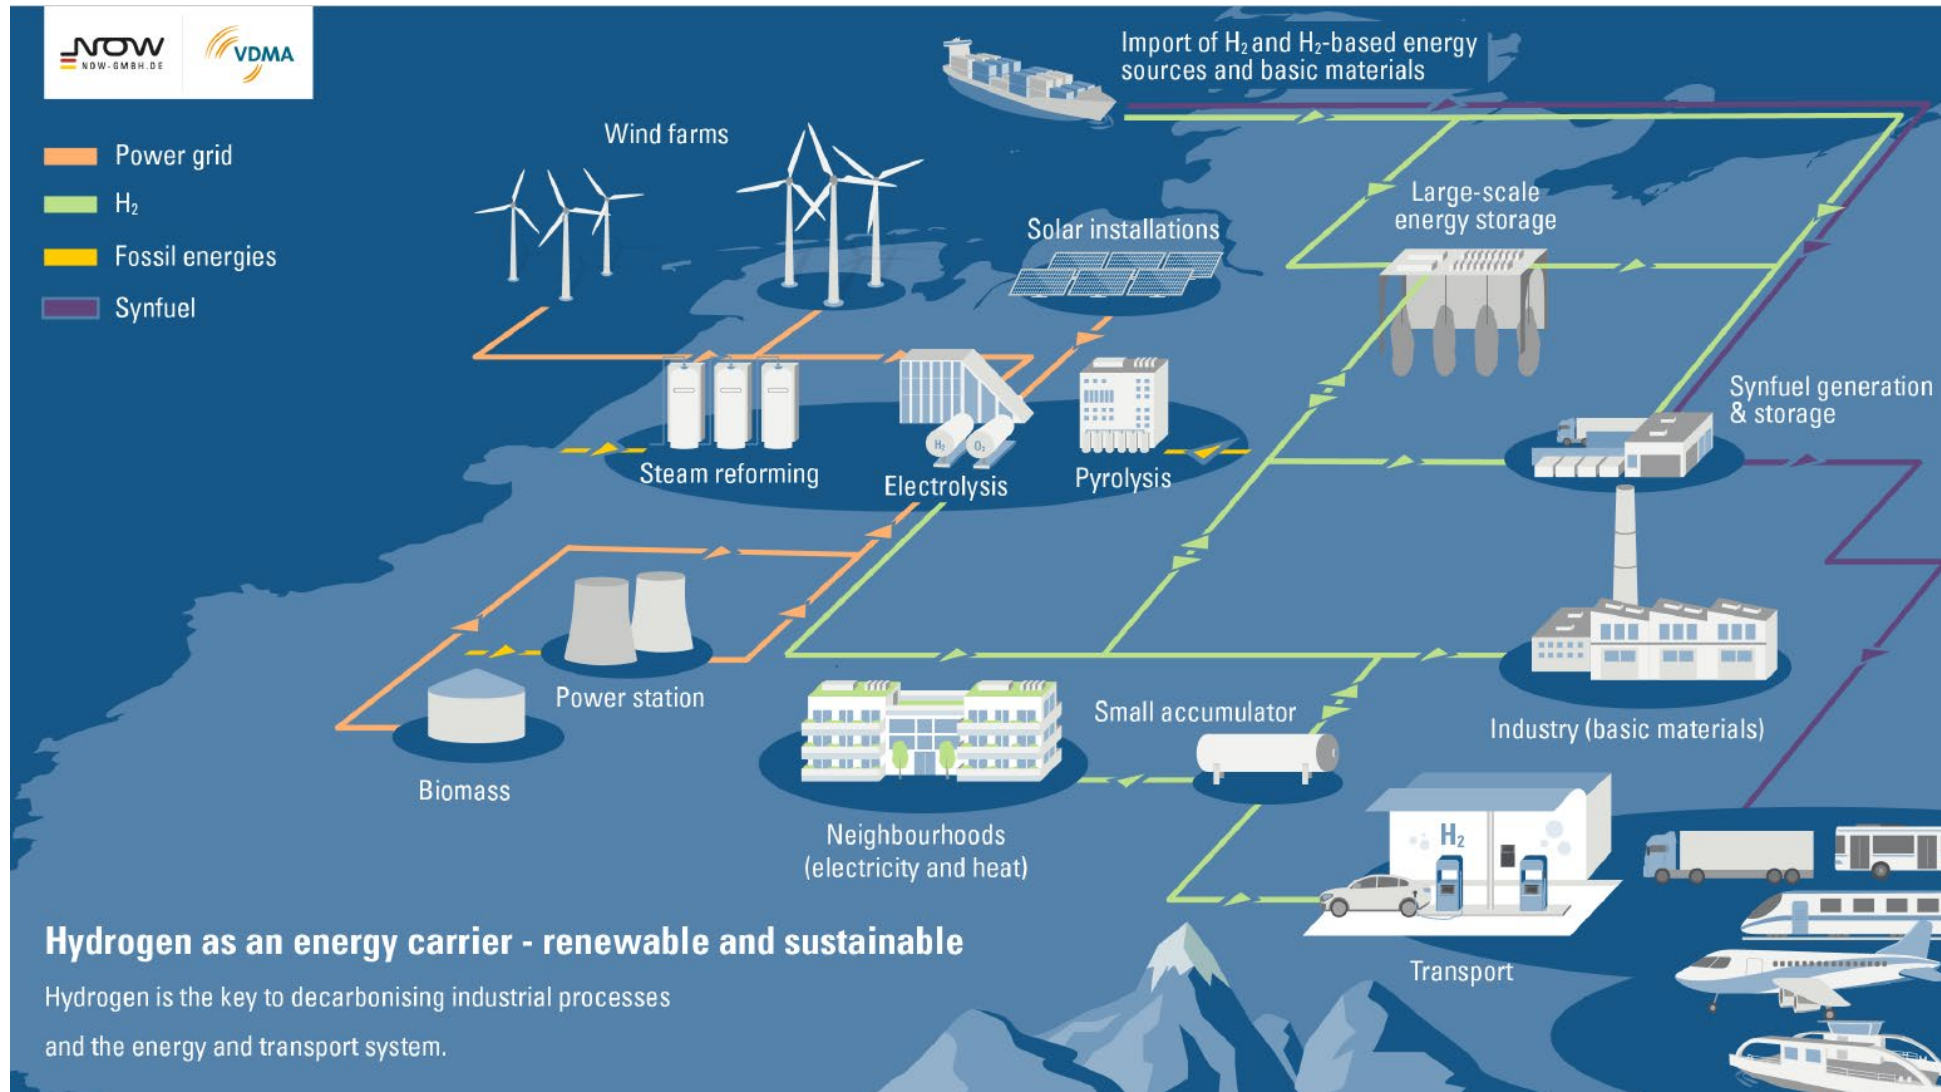 NOW
NOW-GMBH.DE
VDMA
Power grid
H₂
Fossil energies
Synfuel
Import of H₂ and H₂-based energy
sources and basic materials
Wind farms
Solar installations
Large-scale
energy storage
Synfuel generation
& storage
H₂
O₂
Steam reforming
Electrolysis
Pyrolysis
Power station
Biomass
Small accumulator
Industry (basic materials)
Neighbourhoods
(electricity and heat)
H₂
Transport
Hydrogen as an energy carrier - renewable and sustainable
Hydrogen is the key to decarbonising industrial processes
and the energy and transport system.